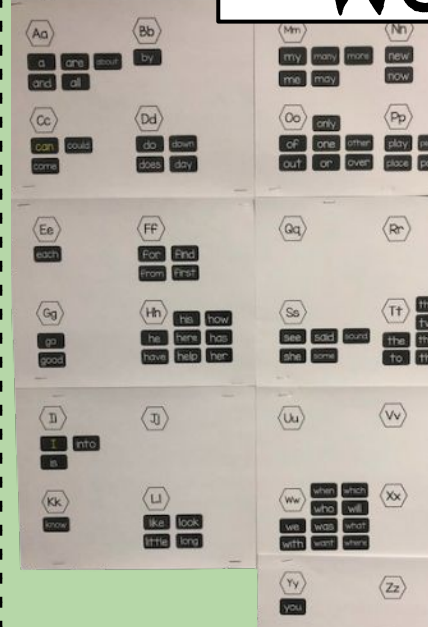 Aa
a are about
and all
Bb
by
Cc
can could
come
Dd
do down
does day
Ee
each
Ff
for find
from first
Gg
go
good
Hh
his how
he here has
have help her
Ii
I into
is
Jj
Kk
know
Ll
like look
little long
Mm
my many more
me may
Nn
new
now
Oo
only
of one other
out or over
Pp
play
place
Qq
Rr
Ss
see said sound
she some
Tt
the
to
Uu
Vv
Ww
when which
who will
we was what
with want where
Xx
Yy
you
Zz